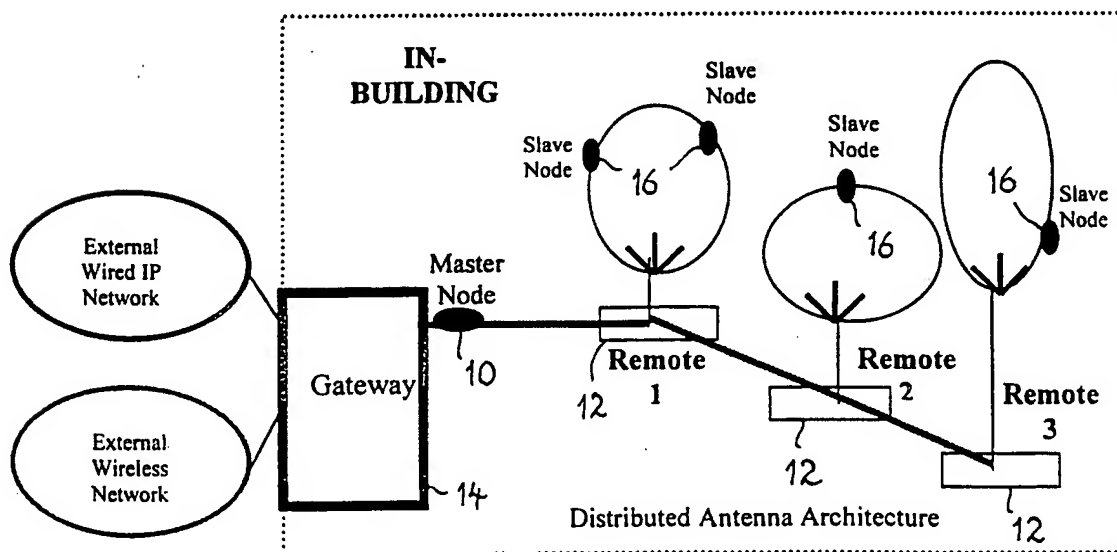 IN-
BUILDING
Slave
Node
Slave
Node
16
Slave
Node
16
16
Slave
Node
External
Wired IP
Network
Master
Node
10
Gateway
14
External
Wireless
Network
12
Remote
1
12
Remote
2
Remote
3
12
Distributed Antenna Architecture